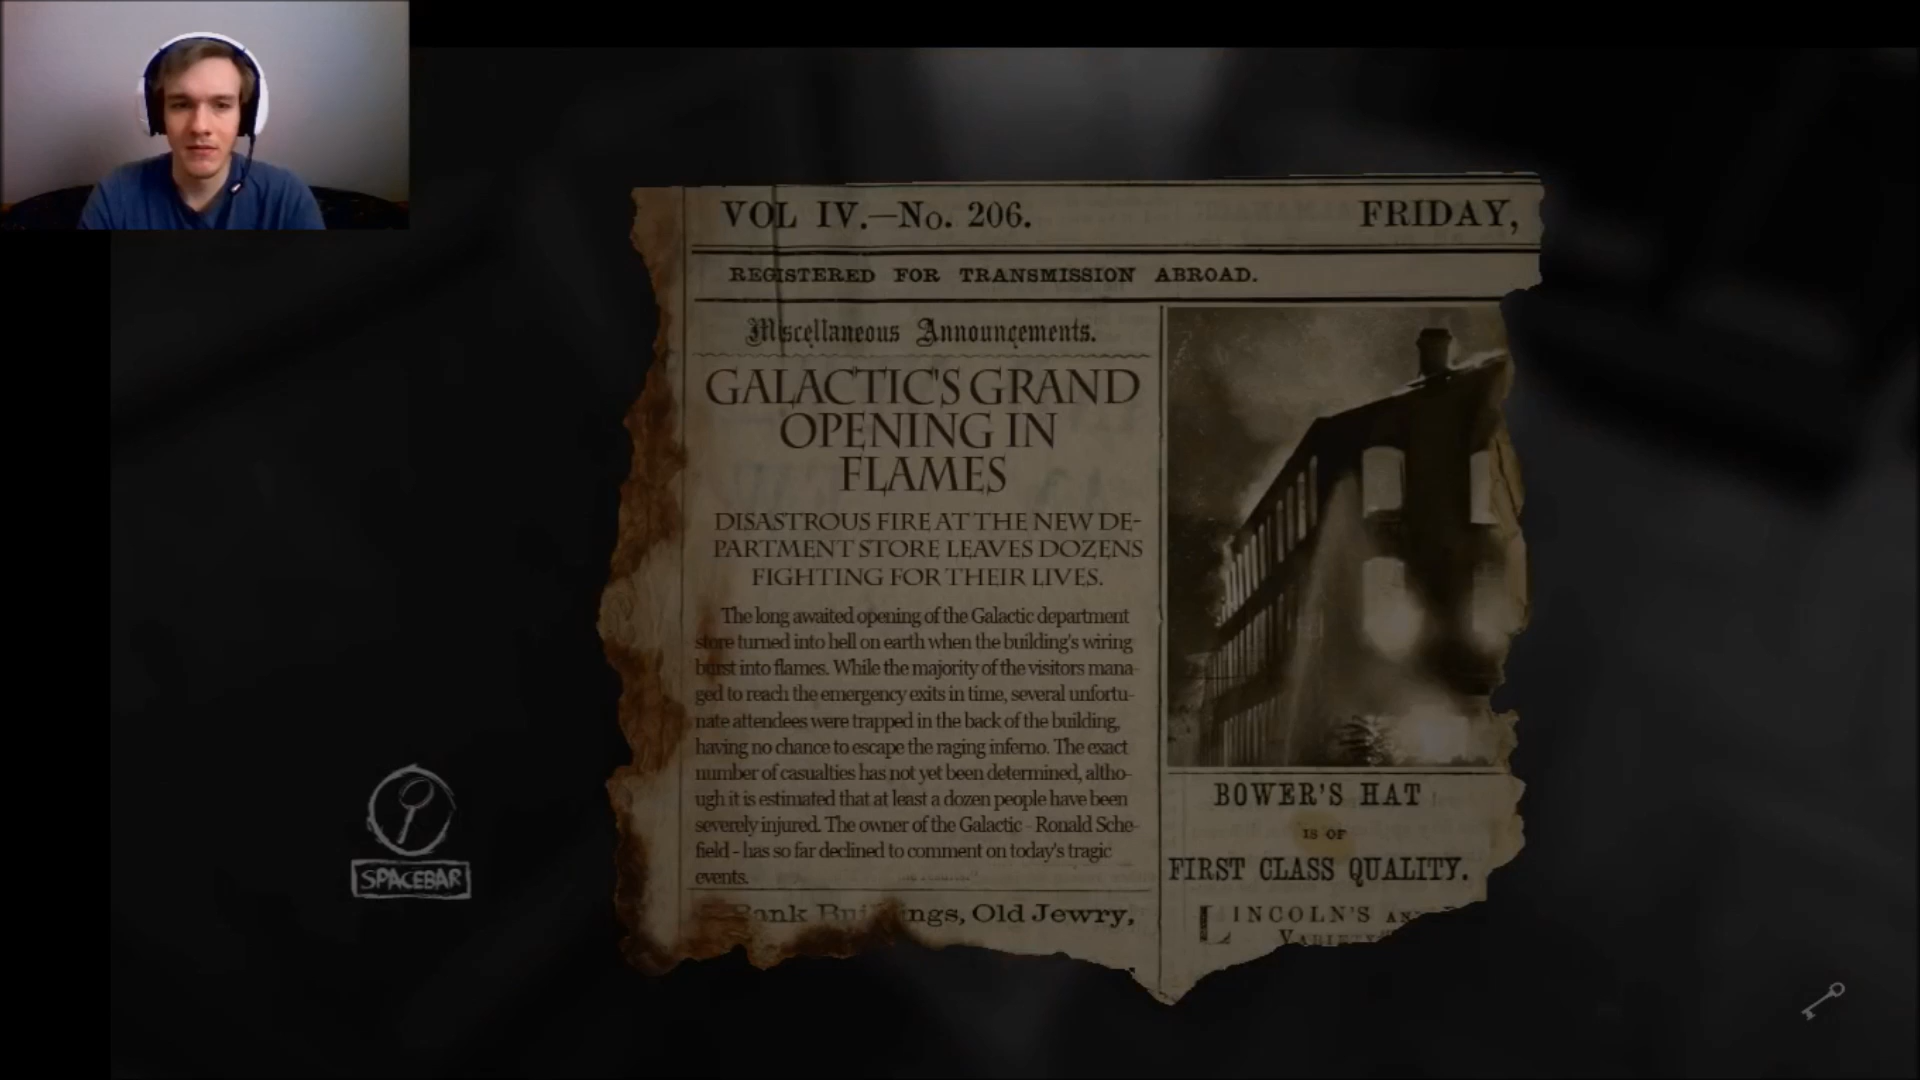 VOL IV.—No. 206.
FRIDAY,
REGISTERED FOR TRANSMISSION ABROAD.
Miscellaneous Announcements.
GALACTIC'S GRAND
OPENING IN
FLAMES
DISASTROUS FIRE AT THE NEW DE-
PARTMENT STORE LEAVES DOZENS
FIGHTING FOR THEIR LIVES.
The long awaited opening of the Galactic department
store turned into hell on earth when the building's wiring
burst into flames. While the majority of the visitors mana-
ged to reach the emergency exits in time, several unfortu-
nate attendees were trapped in the back of the building,
having no chance to escape the raging inferno. The exact
number of casualties has not yet been determined, altho-
ugh it is estimated that at least a dozen people have been
severely injured. The owner of the Galactic - Ronald Sche-
field - has so far declined to comment on today's tragic
events.
Old Jewry,
BOWER'S HAT
IS OF
FIRST CLASS QUALITY.
LINCOLN'S
SPACEBAR